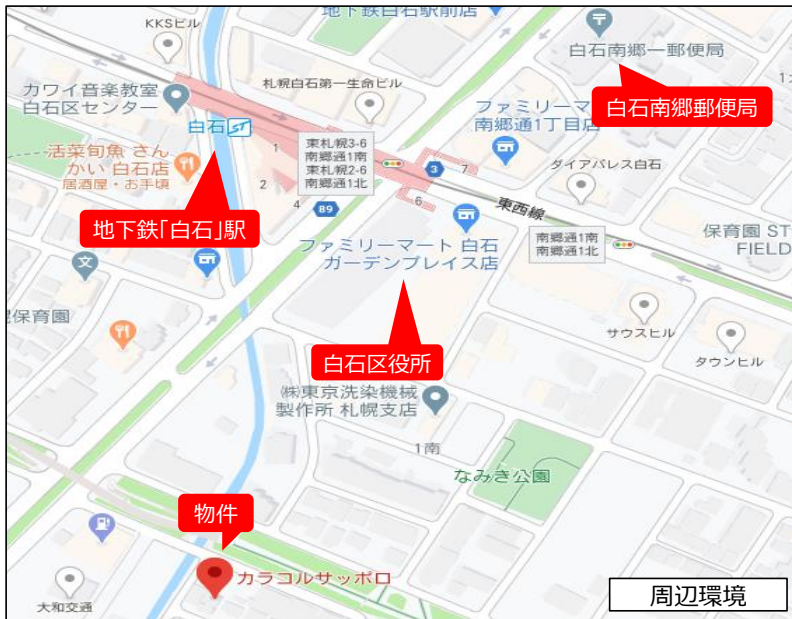 地下鉄白石駅前店
KKSビル
白石南郷一郵便局
カワイ音楽教室
白石区センター
札幌白石第一生命ビル
ファミリーマー
南郷通1丁目店
白石南郷郵便局
白石 ST
1
東札幌3-6
南郷通1南
東札幌2-6
南郷通1北
3
7
ダイアパレス白石
活菜旬魚 さん
かい 白石店
居酒屋・お手頃
2
4
89
6
東西線
地下鉄「白石」駅
ファミリーマート 白石
ガーデンプレイス店
南郷通1南
南郷通1北
保育園 ST
FIELD
文
保育園
サウスヒル
タウンヒル
白石区役所
㈱東京洗染機械
製作所 札幌支店
1南
なみき公園
物件
カラコルサッポロ
大和交通
周辺環境